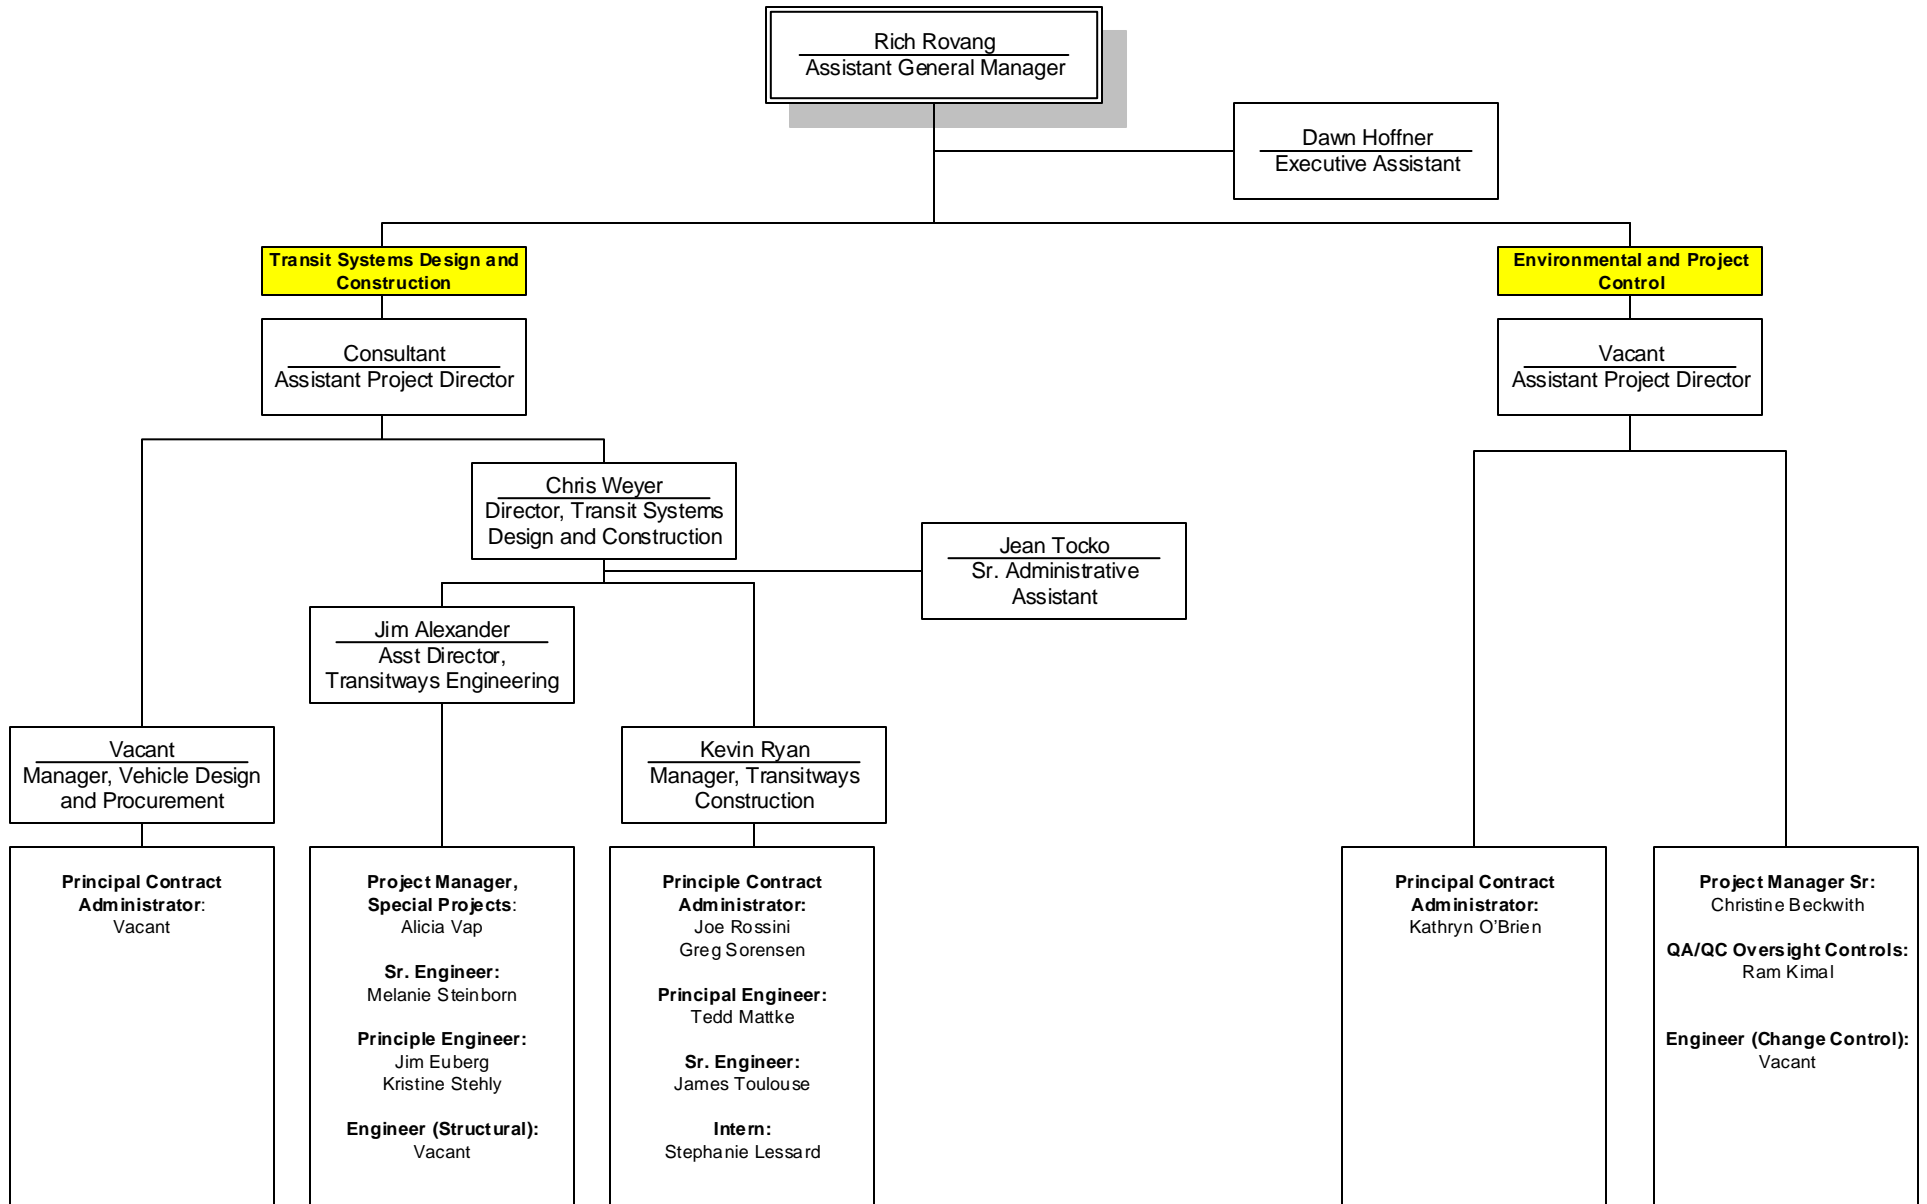 Rich Rovang
Assistant General Manager
Dawn Hoffner
Executive Assistant
Transit Systems Design and
Construction
Environmental and Project
Control
Consultant
Assistant Project Director
Vacant
Assistant Project Director
Chris Weyer
Director, Transit Systems
Design and Construction
Jean Tocko
Sr. Administrative
Assistant
Jim Alexander
Asst Director,
Transitways Engineering
Vacant
Manager, Vehicle Design
and Procurement
Kevin Ryan
Manager, Transitways
Construction
Principal Contract
Administrator:
Vacant
Project Manager,
Special Projects:
Alicia Vap
Sr. Engineer:
Melanie Steinborn
Principle Engineer:
Jim Euberg
Kristine Stehly
Engineer (Structural):
Vacant
Principle Contract
Administrator:
Joe Rossini
Greg Sorensen
Principal Engineer:
Tedd Mattke
Sr. Engineer:
James Toulouse
Intern:
Stephanie Lessard
Principal Contract
Administrator:
Kathryn O’Brien
Project Manager Sr:
Christine Beckwith
QA/QC Oversight Controls:
Ram Kimal
Engineer (Change Control):
Vacant